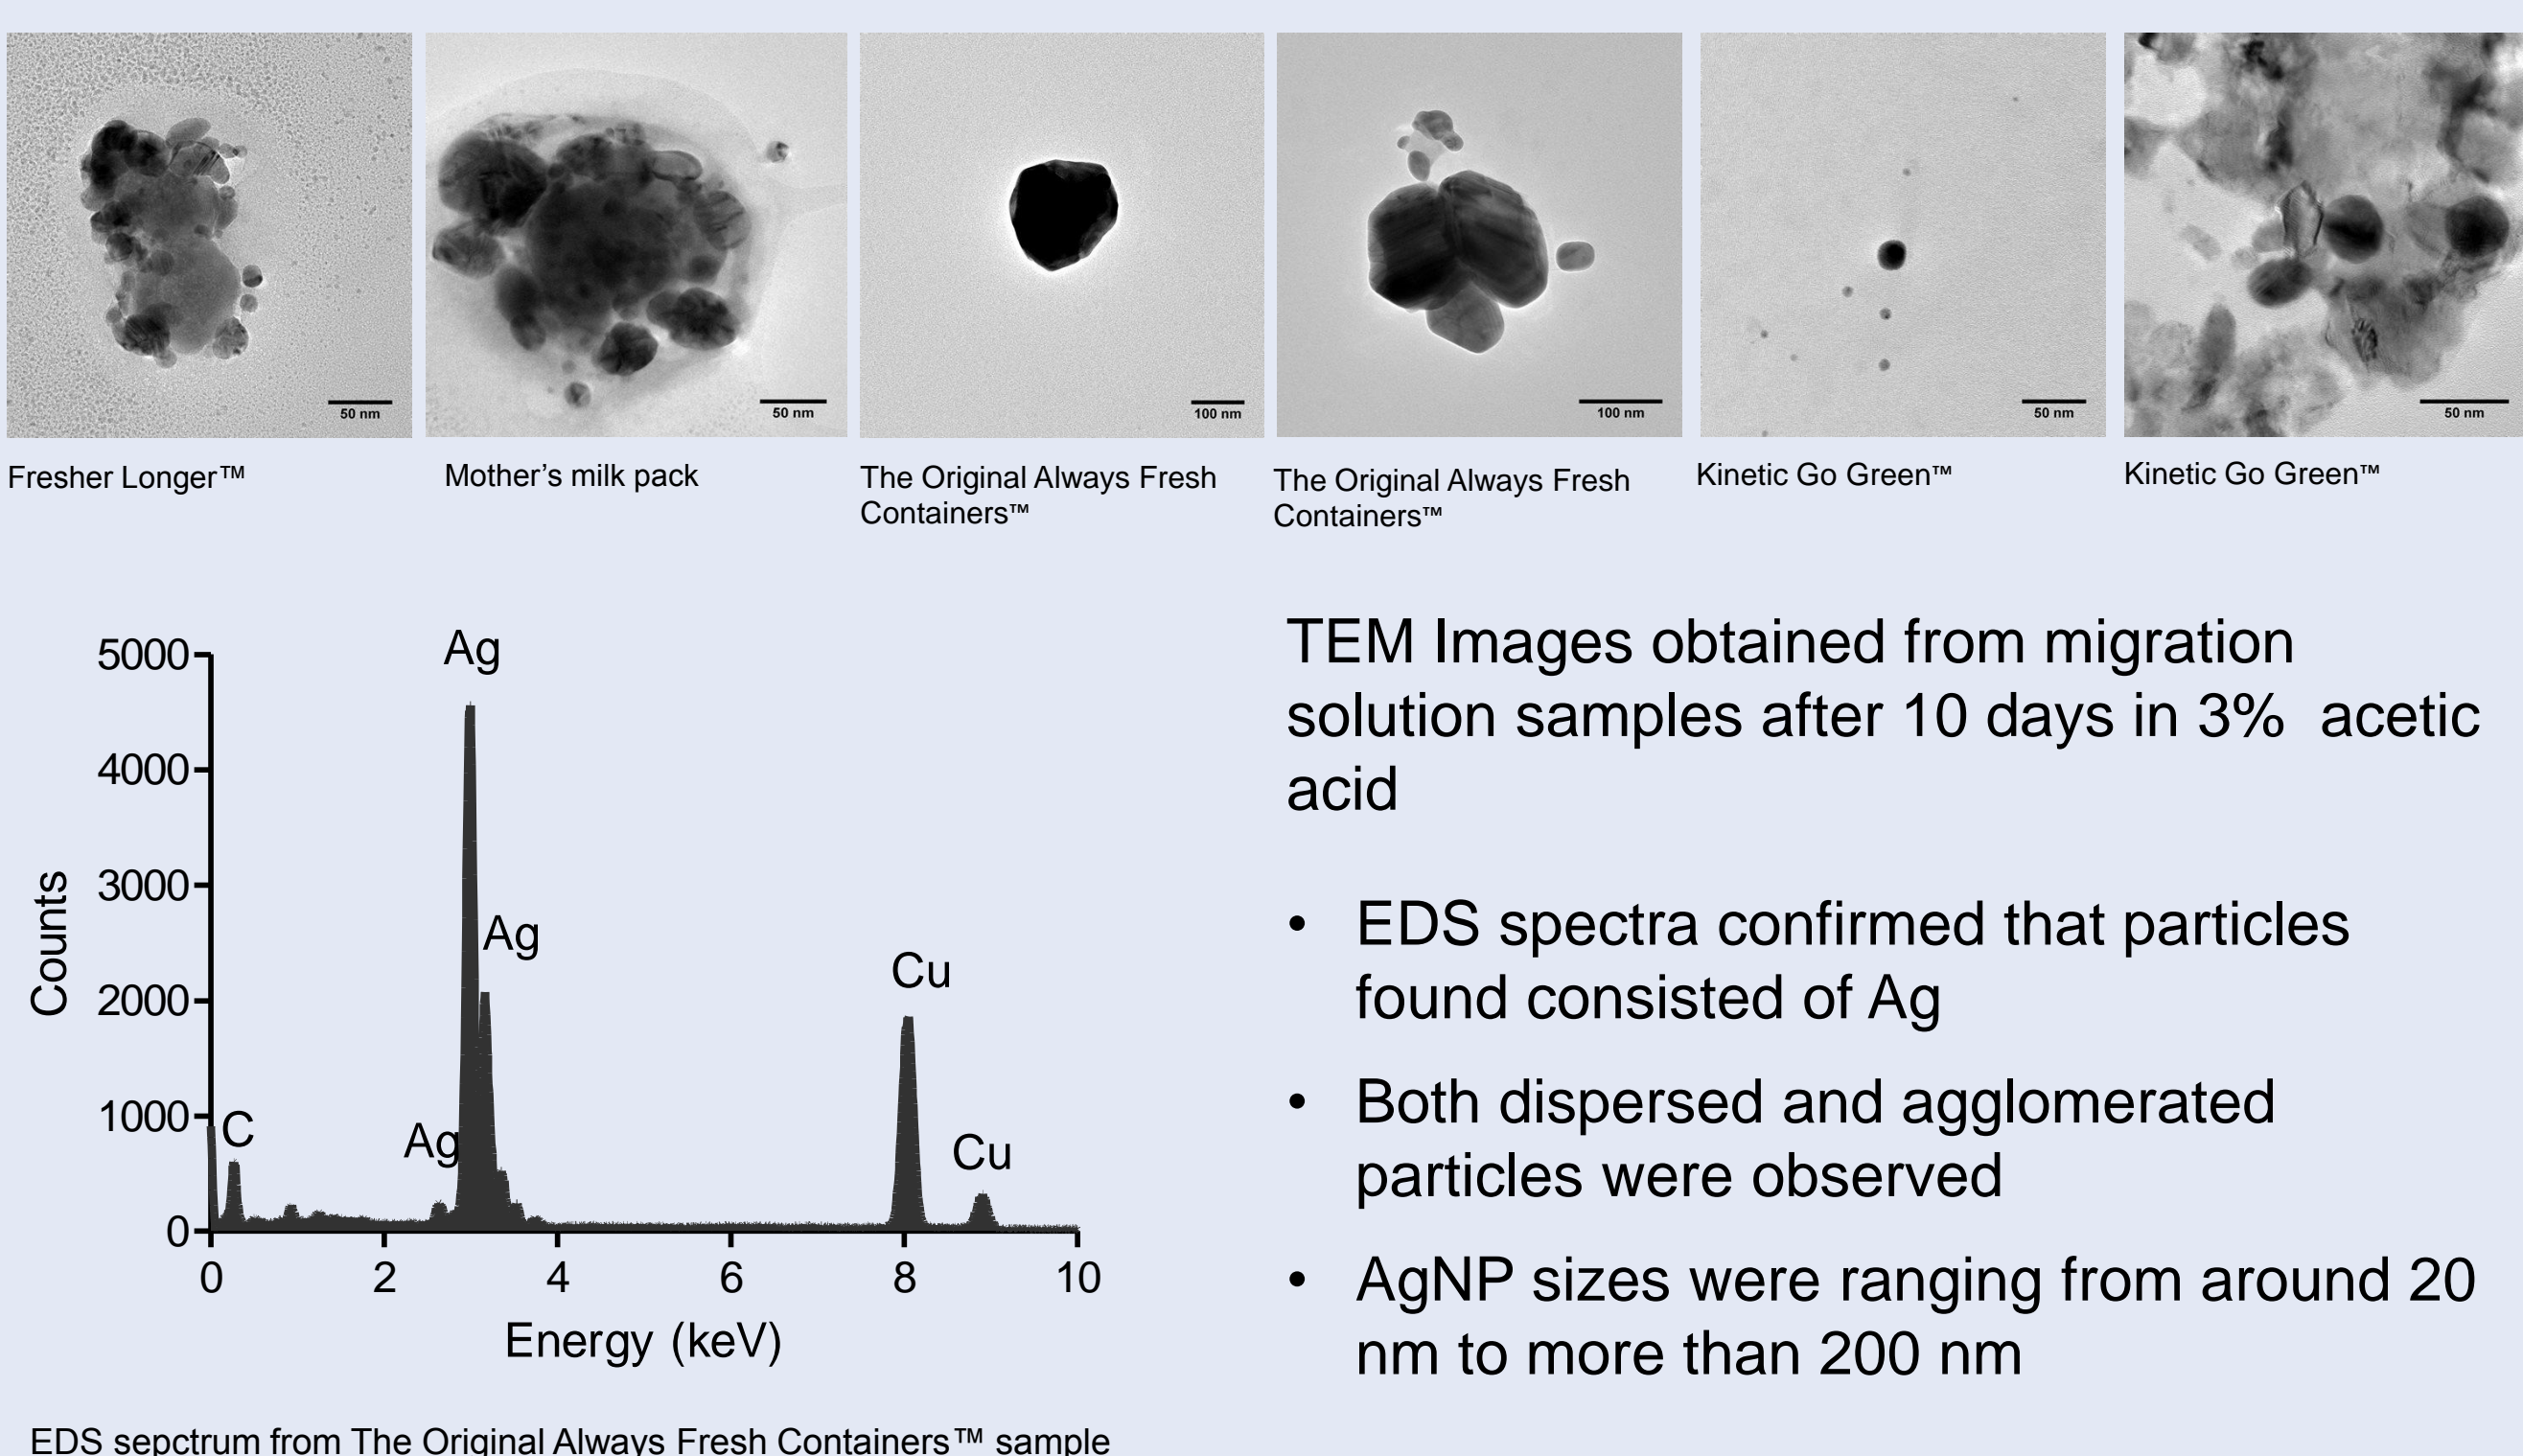 50 nm
50 nm
100 nm
100 nm
50 nm
50 nm
Fresher Longer™
Mother’s milk pack
The Original Always Fresh
Containers™
The Original Always Fresh
Containers™
Kinetic Go Green™
Kinetic Go Green™
5000
4000
3000
2000
1000
0
Counts
Ag
Ag
Ag
C
Cu
Cu
0 2 4 6 8 10
Energy (keV)
EDS sepctrum from The Original Always Fresh Containers™ sample
TEM Images obtained from migration
solution samples after 10 days in 3% acetic
acid
• EDS spectra confirmed that particles
found consisted of Ag
• Both dispersed and agglomerated
particles were observed
• AgNP sizes were ranging from around 20
nm to more than 200 nm